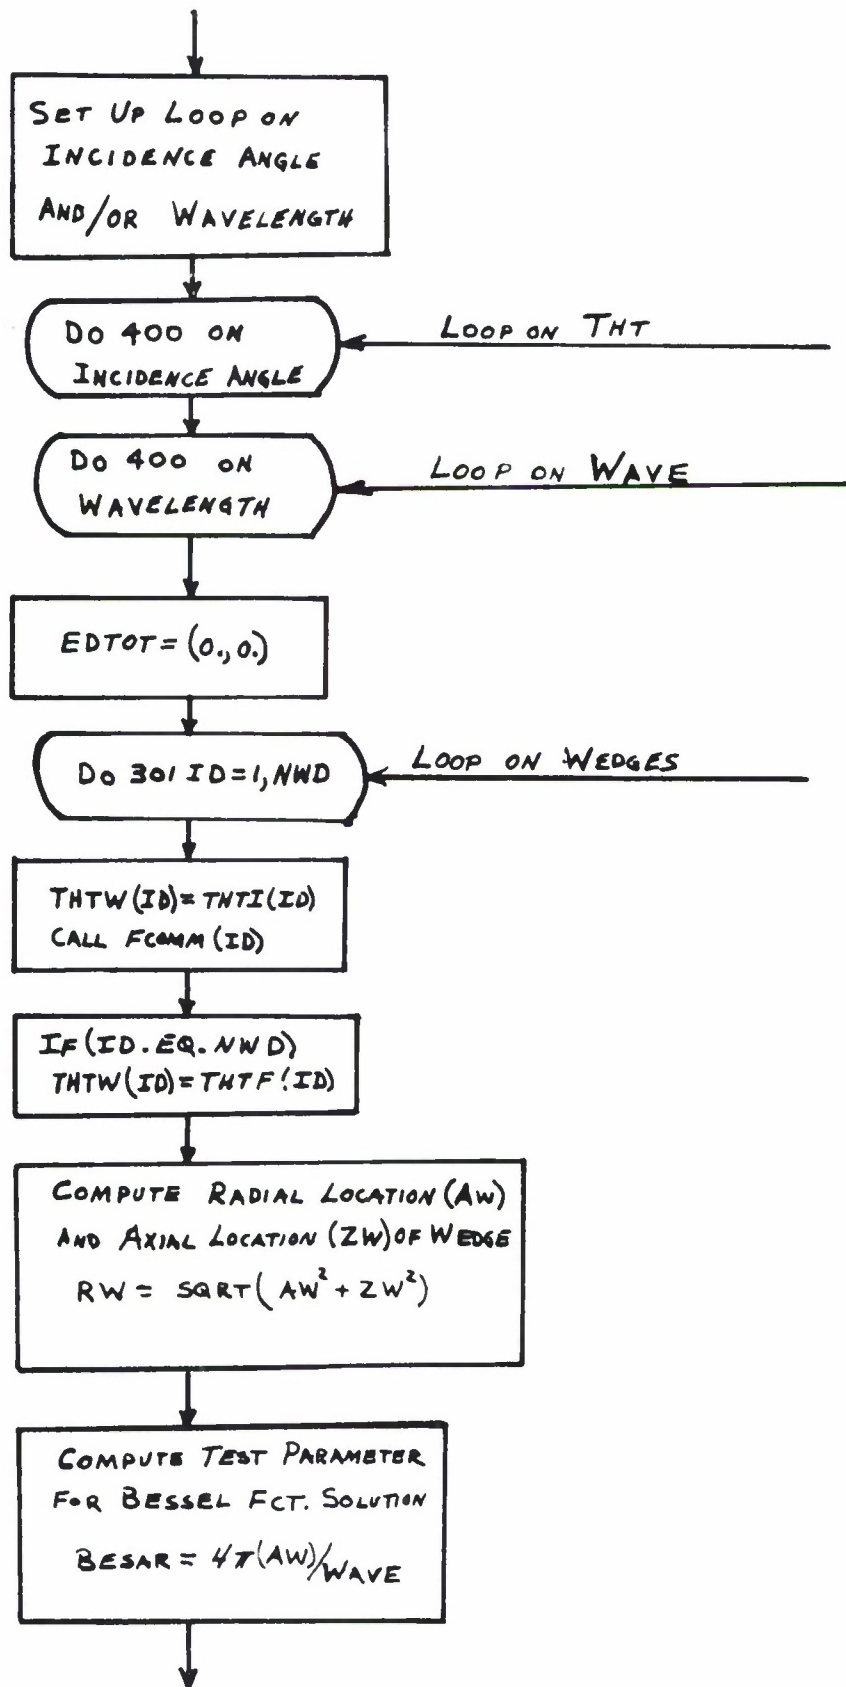 SET UP LOOP ON
INCIDENCE ANGLE
AND/OR WAVELENGTH
DO 400 ON
INCIDENCE ANGLE
LOOP ON THT
DO 400 ON
WAVELENGTH
LOOP ON WAVE
EDTOT = (0., 0.)
DO 301 ID = 1, NWD
LOOP ON WEDGES
THTW(ID) = THTI(ID)
CALL FCOMM(ID)
IF(ID.EQ.NWD)
THTW(ID) = THTF(ID)
COMPUTE RADIAL LOCATION (AW)
AND AXIAL LOCATION (ZW) OF WEDGE
RW = SQRT(AW² + ZW²)
COMPUTE TEST PARAMETER
FOR BESSEL FCT. SOLUTION
BESAR = 4π(AW)/WAVE